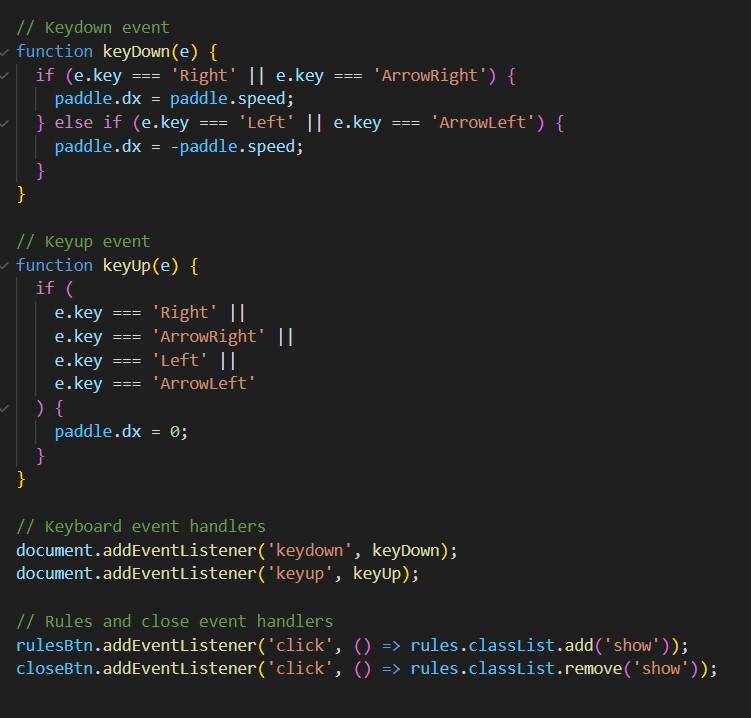 // Keydown event
function keyDown(e) {
  if (e.key === 'Right' || e.key === 'ArrowRight') {
    paddle.dx = paddle.speed;
  } else if (e.key === 'Left' || e.key === 'ArrowLeft') {
    paddle.dx = -paddle.speed;
  }
}

// Keyup event
function keyUp(e) {
  if (
    e.key === 'Right' ||
    e.key === 'ArrowRight' ||
    e.key === 'Left' ||
    e.key === 'ArrowLeft'
  ) {
    paddle.dx = 0;
  }
}

// Keyboard event handlers
document.addEventListener('keydown', keyDown);
document.addEventListener('keyup', keyUp);

// Rules and close event handlers
rulesBtn.addEventListener('click', () => rules.classList.add('show'));
closeBtn.addEventListener('click', () => rules.classList.remove('show'));